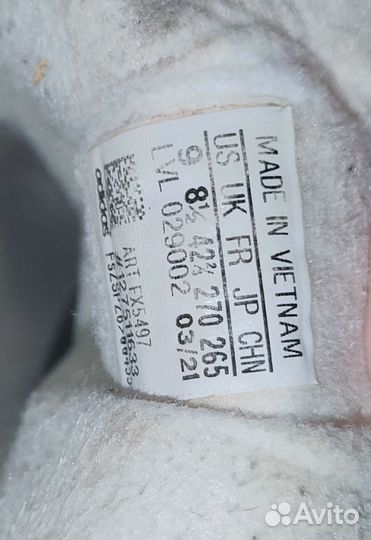 MADE IN VIETNAM
US UK FR JP CHN
9 8½ 42⅔ 270 265
LVL 029002 03/21
ART FX5497
adidas
Avito